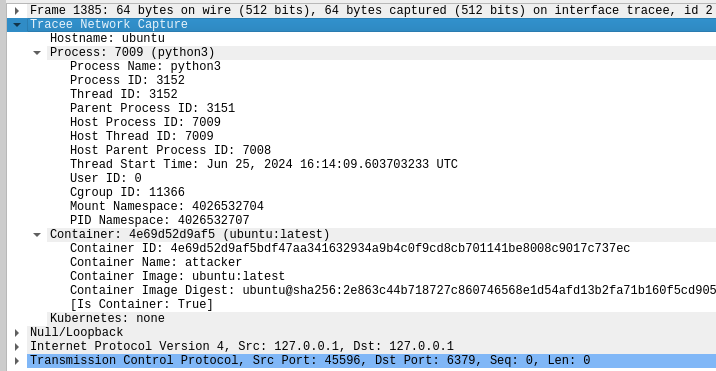 Frame 1385: 64 bytes on wire (512 bits), 64 bytes captured (512 bits) on interface tracee, id 2
Tracee Network Capture
Hostname: ubuntu
Process: 7009 (python3)
Process Name: python3
Process ID: 3152
Thread ID: 3152
Parent Process ID: 3151
Host Process ID: 7009
Host Thread ID: 7009
Host Parent Process ID: 7008
Thread Start Time: Jun 25, 2024 16:14:09.603703233 UTC
User ID: 0
Cgroup ID: 11366
Mount Namespace: 4026532704
PID Namespace: 4026532707
Container: 4e69d52d9af5 (ubuntu:latest)
Container ID: 4e69d52d9af5bdf47aa341632934a9b4c0f9cd8cb701141be8008c9017c737ec
Container Name: attacker
Container Image: ubuntu:latest
Container Image Digest: ubuntu@sha256:2e863c44b718727c860746568e1d54afd13b2fa71b160f5cd905
[Is Container: True]
Kubernetes: none
Null/Loopback
Internet Protocol Version 4, Src: 127.0.0.1, Dst: 127.0.0.1
Transmission Control Protocol, Src Port: 45596, Dst Port: 6379, Seq: 0, Len: 0